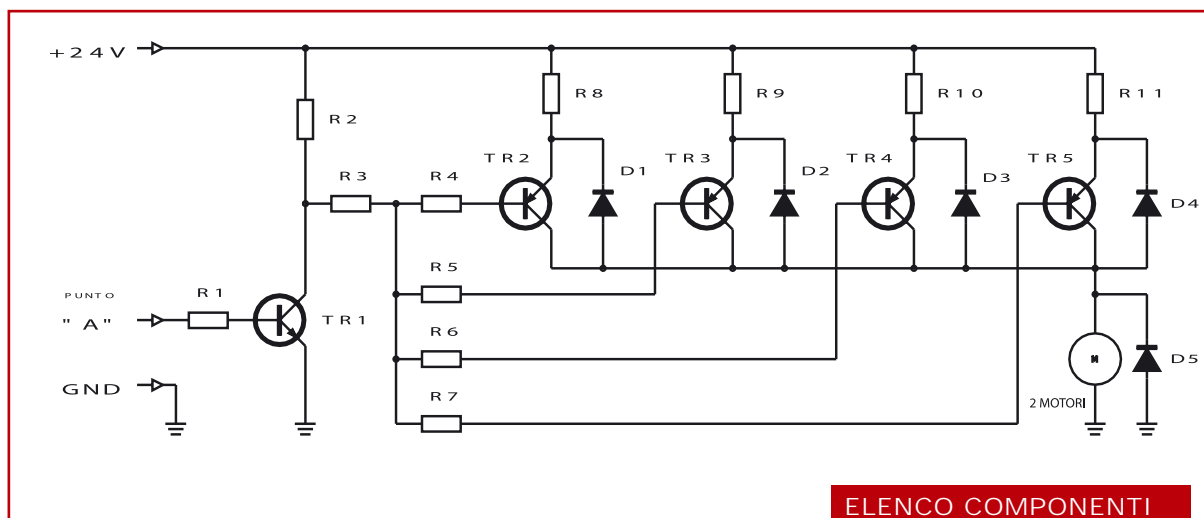 +24V
R2
R8
R9
R10
R11
TR2
D1
TR3
D2
TR4
D3
TR5
D4
R3
R4
R5
R6
R7
PUNTO
"A"
R1
TR1
GND
2 MOTORI
D5
ELENCO COMPONENTI